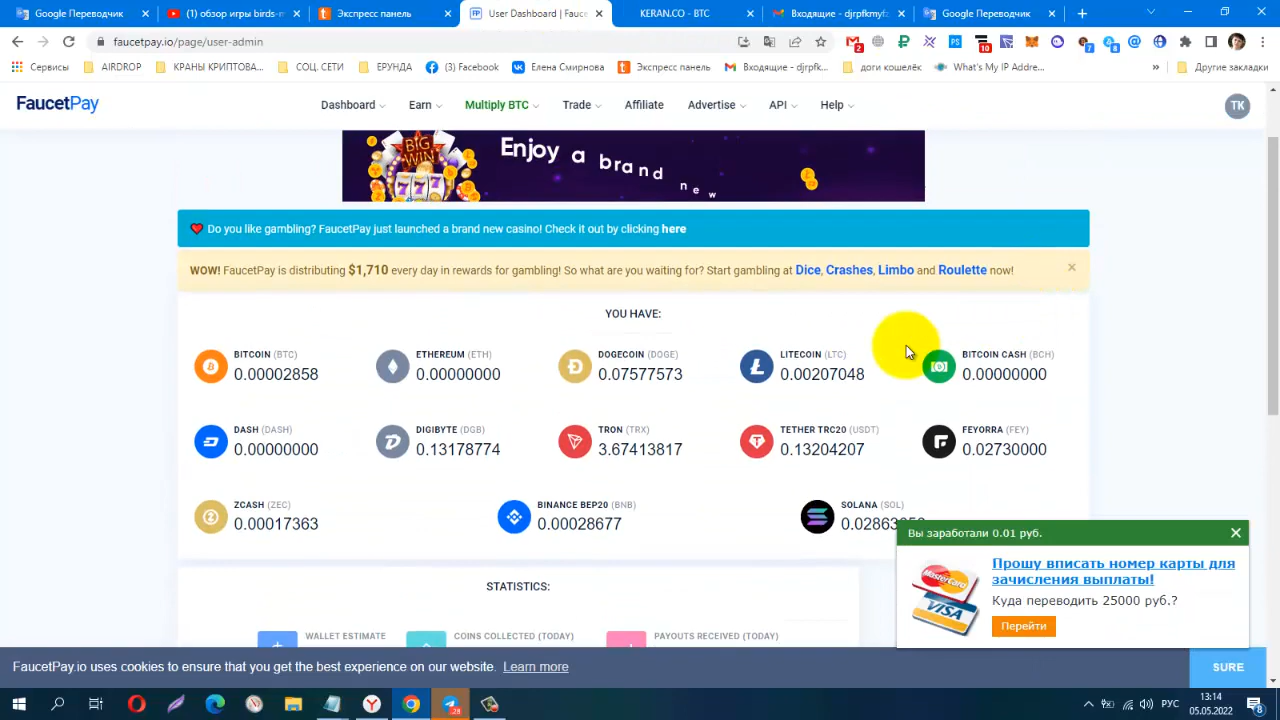 Google Переводчик
(1) обзор игры birds-m
Экспресс панель
User Dashboard | Fauce
KERAN.CO - BTC
Входящие - djrpfkmyfa
Google Переводчик
faucetpay.io/page/user-admin
2
10
7
8
Сервисы
AIRDROP
КРАНЫ КРИПТОВА...
СОЦ. СЕТИ
ЕРУНДА
(3) Facebook
Елена Смирнова
Экспресс панель
Входящие - djrpfk...
доги кошелёк
What's My IP Addre...
»
Другие закладки
FaucetPay
Dashboard
Earn
Multiply BTC
Trade
Affiliate
Advertise
API
Help
TK
BIG WIN
777
Enjoy a brand new
Do you like gambling? FaucetPay just launched a brand new casino! Check it out by clicking here
WOW! FaucetPay is distributing $1,710 every day in rewards for gambling! So what are you waiting for? Start gambling at Dice, Crashes, Limbo and Roulette now!
YOU HAVE:
BITCOIN (BTC)
0.00002858
ETHEREUM (ETH)
0.00000000
DOGECOIN (DOGE)
0.07577573
LITECOIN (LTC)
0.00207048
BITCOIN CASH (BCH)
0.00000000
DASH (DASH)
0.00000000
DIGIBYTE (DGB)
0.13178774
TRON (TRX)
3.67413817
TETHER TRC20 (USDT)
0.13204207
FEYORRA (FEY)
0.02730000
ZCASH (ZEC)
0.00017363
BINANCE BEP20 (BNB)
0.00028677
SOLANA (SOL)
Вы заработали 0.01 руб.
MasterCard
VISA
Прошу вписать номер карты для
зачисления выплаты!
Куда переводить 25000 руб.?
Перейти
STATISTICS:
WALLET ESTIMATE
COINS COLLECTED (TODAY)
PAYOUTS RECEIVED (TODAY)
FaucetPay.io uses cookies to ensure that you get the best experience on our website. Learn more
SURE
28
РУС
13:14
05.05.2022
8